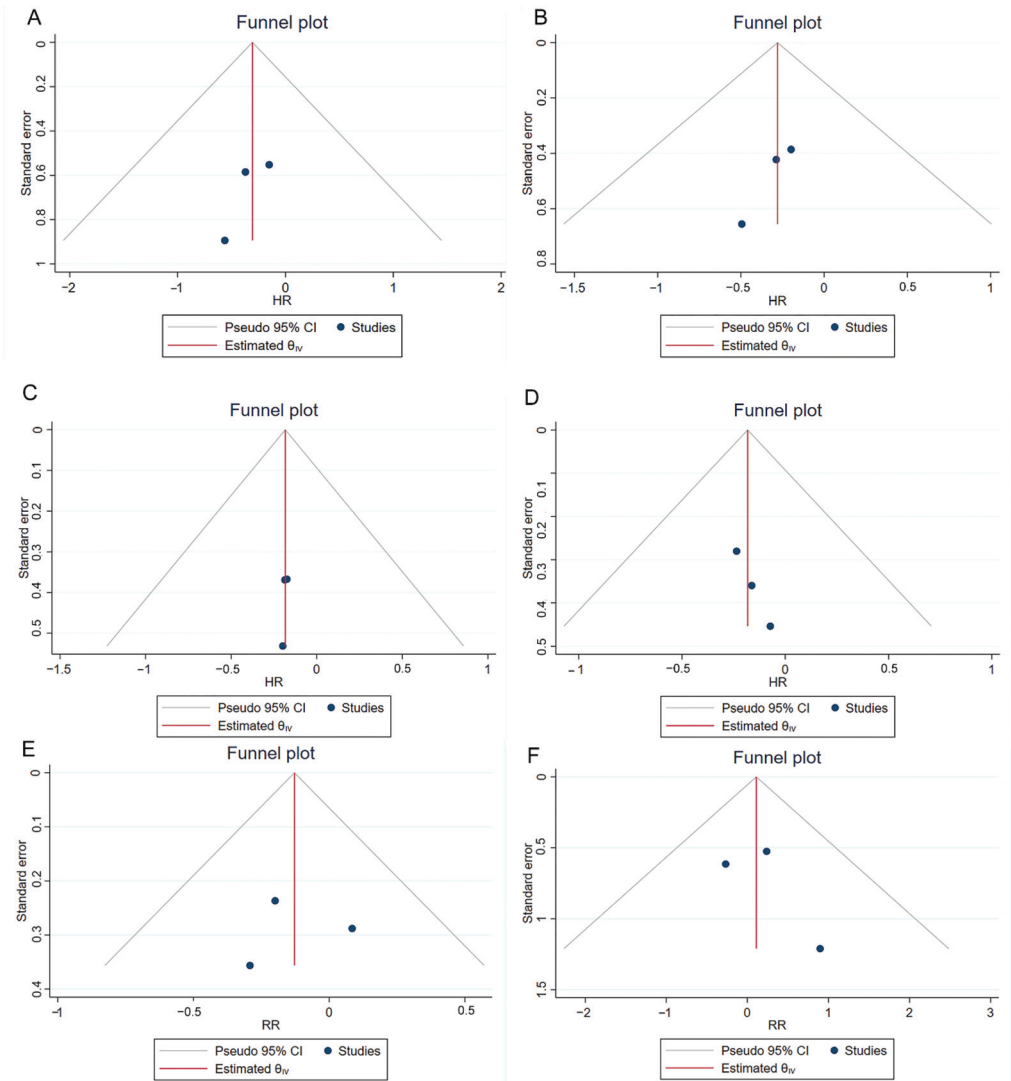 A
Funnel plot
Standard error
0
0.2
0.4
0.6
0.8
1
−2
−1
0
1
2
HR
Pseudo 95% CI
Studies
Estimated θIV
B
Funnel plot
Standard error
0
0.2
0.4
0.6
0.8
−1.5
−1
−0.5
0
0.5
1
HR
Pseudo 95% CI
Studies
Estimated θIV
C
Funnel plot
Standard error
0
0.1
0.2
0.3
0.4
0.5
−1.5
−1
−0.5
0
0.5
1
HR
Pseudo 95% CI
Studies
Estimated θIV
D
Funnel plot
Standard error
0
0.1
0.2
0.3
0.4
0.5
−1
−0.5
0
0.5
1
HR
Pseudo 95% CI
Studies
Estimated θIV
E
Funnel plot
Standard error
0
0.1
0.2
0.3
0.4
−1
−0.5
0
0.5
RR
Pseudo 95% CI
Studies
Estimated θIV
F
Funnel plot
Standard error
0
0.5
1
1.5
−2
−1
0
1
2
3
RR
Pseudo 95% CI
Studies
Estimated θIV